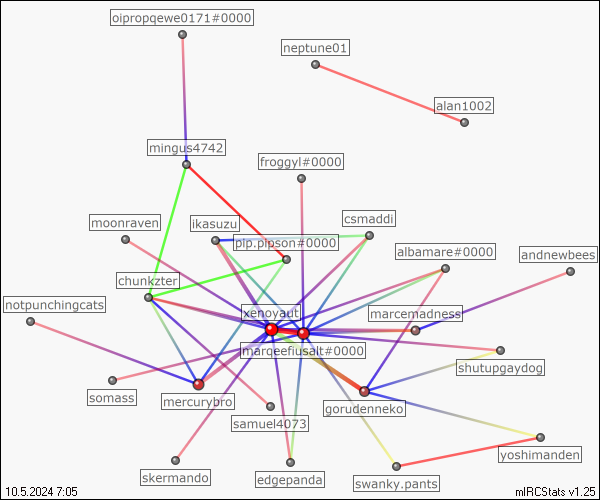 oipropqewe0171#0000
neptune01
alan1002
mingus4742
froggyl#0000
moonraven
ikasuzu
csmaddi
pip.pipson#0000
albamare#0000
andnewbees
chunkzter
notpunchingcats
xenoyaut
marcemadness
marqeefiusalt#0000
shutupgaydog
somass
mercurybro
gorudenneko
samuel4073
skermando
edgepanda
swanky.pants
yoshimanden
10.5.2024 7:05
mIRCStats v1.25